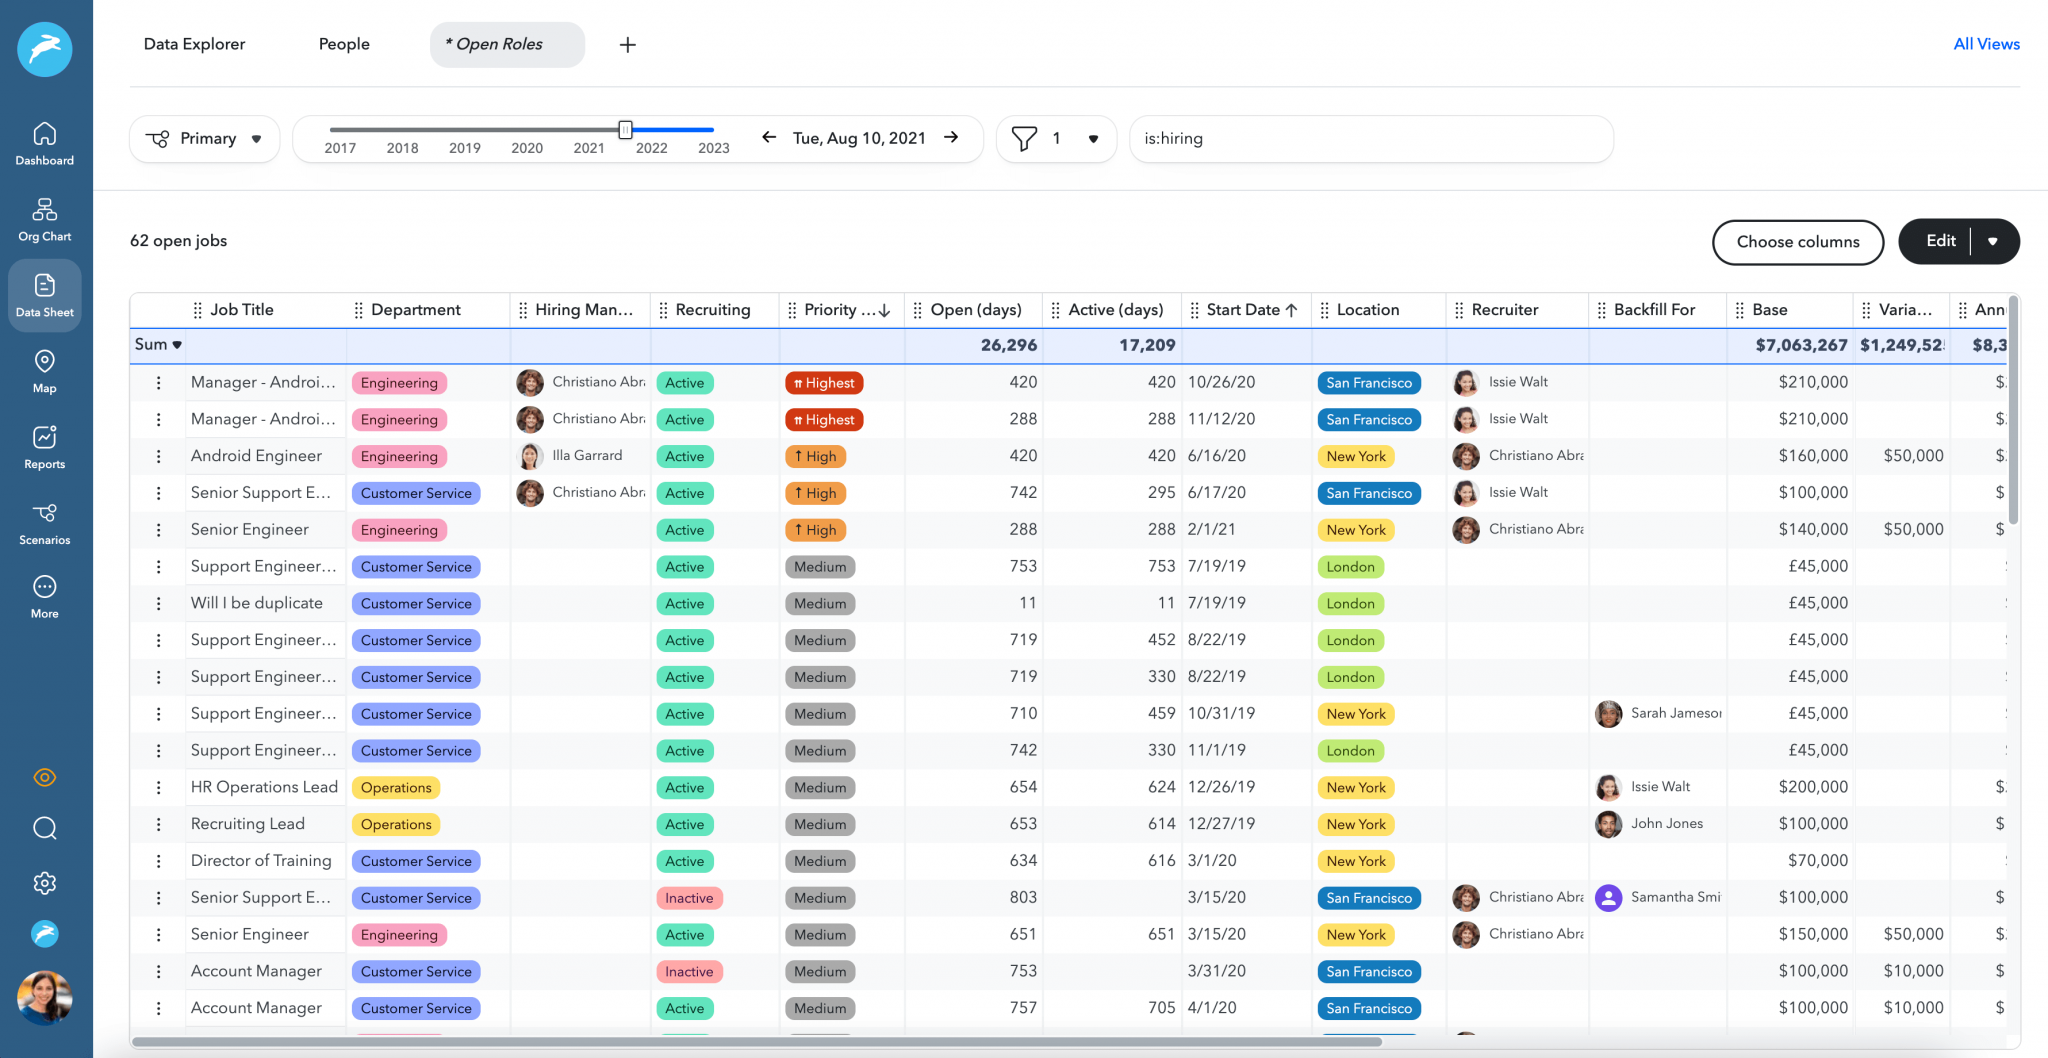 Data Explorer People * Open Roles + All Views
Primary 2017 2018 2019 2020 2021 2022 2023 Tue, Aug 10, 2021 1 is:hiring
Dashboard
Org Chart
Data Sheet
Map
Reports
Scenarios
More
62 open jobs Choose columns Edit
Job Title Department Hiring Man... Recruiting Priority ... Open (days) Active (days) Start Date Location Recruiter Backfill For Base Varia... Ann
Sum 26,296 17,209 $7,063,267 $1,249,52 $8,3
Manager - Androi... Engineering Christiano Abr Active Highest 420 420 10/26/20 San Francisco Issie Walt $210,000 $
Manager - Androi... Engineering Christiano Abr Active Highest 288 288 11/12/20 San Francisco Issie Walt $210,000 $
Android Engineer Engineering Illa Garrard Active High 420 420 6/16/20 New York Christiano Abra $160,000 $50,000 $
Senior Support E... Customer Service Christiano Abr Active High 742 295 6/17/20 San Francisco Issie Walt $100,000 $
Senior Engineer Engineering Active High 288 288 2/1/21 New York Christiano Abra $140,000 $50,000 $
Support Engineer... Customer Service Active Medium 753 753 7/19/19 London £45,000
Will I be duplicate Customer Service Active Medium 11 11 7/19/19 London £45,000
Support Engineer... Customer Service Active Medium 719 452 8/22/19 London £45,000
Support Engineer... Customer Service Active Medium 719 330 8/22/19 London £45,000
Support Engineer... Customer Service Active Medium 710 459 10/31/19 New York Sarah Jameson £45,000
Support Engineer... Customer Service Active Medium 742 330 11/1/19 London £45,000
HR Operations Lead Operations Active Medium 654 624 12/26/19 New York Issie Walt $200,000 $
Recruiting Lead Operations Active Medium 653 614 12/27/19 New York John Jones $100,000 $
Director of Training Customer Service Active Medium 634 616 3/1/20 New York $70,000
Senior Support E... Customer Service Inactive Medium 803 3/15/20 San Francisco Christiano Abra Samantha Smi $100,000 $
Senior Engineer Engineering Active Medium 651 651 3/15/20 New York Christiano Abra $150,000 $50,000 $
Account Manager Customer Service Inactive Medium 753 3/31/20 San Francisco $100,000 $10,000 $
Account Manager Customer Service Active Medium 757 705 4/1/20 San Francisco $100,000 $10,000 $